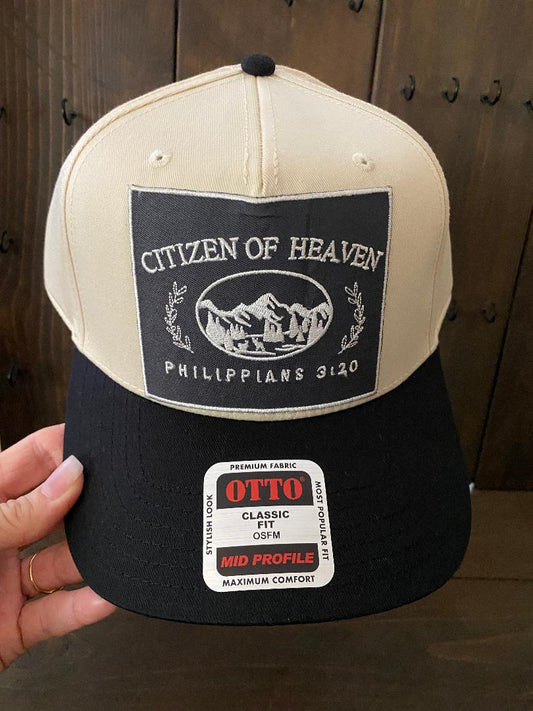 CITIZEN OF HEAVEN
PHILIPPIANS 3:20
PREMIUM FABRIC
STYLISH LOOK
OTTO®
CLASSIC
FIT
OSFM
MID PROFILE
MOST POPULAR FIT
MAXIMUM COMFORT